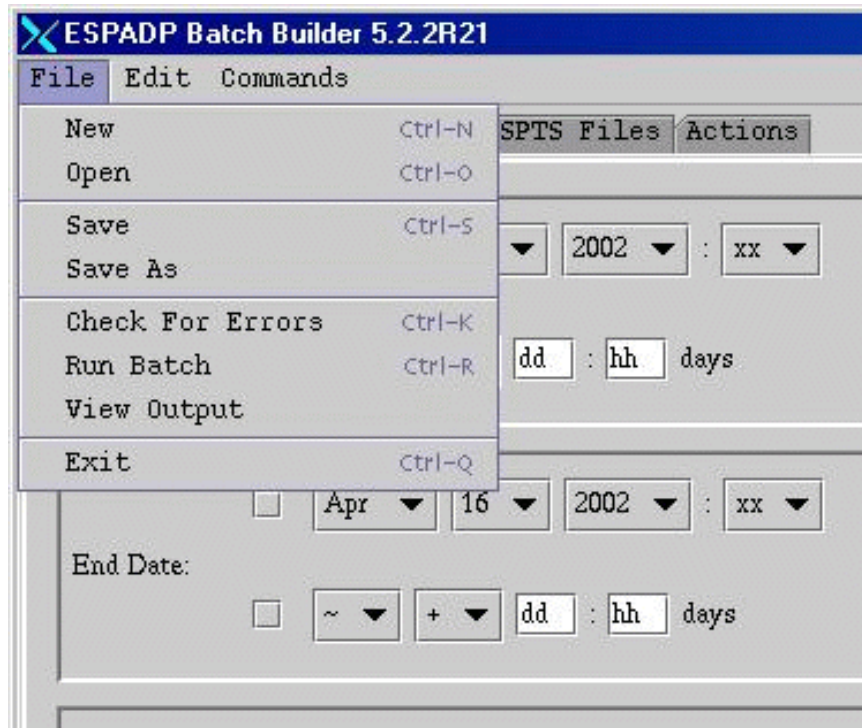 ESPADP Batch Builder 5.2.2R21
File Edit Commands
New Ctrl-N
SPTS Files Actions
Open Ctrl-O
Save Ctrl-S
2002 : xx
Save As
Check For Errors Ctrl-K
Run Batch Ctrl-R
dd : hh days
View Output
Exit Ctrl-Q
Apr 16 2002 : xx
End Date:
~ + dd : hh days